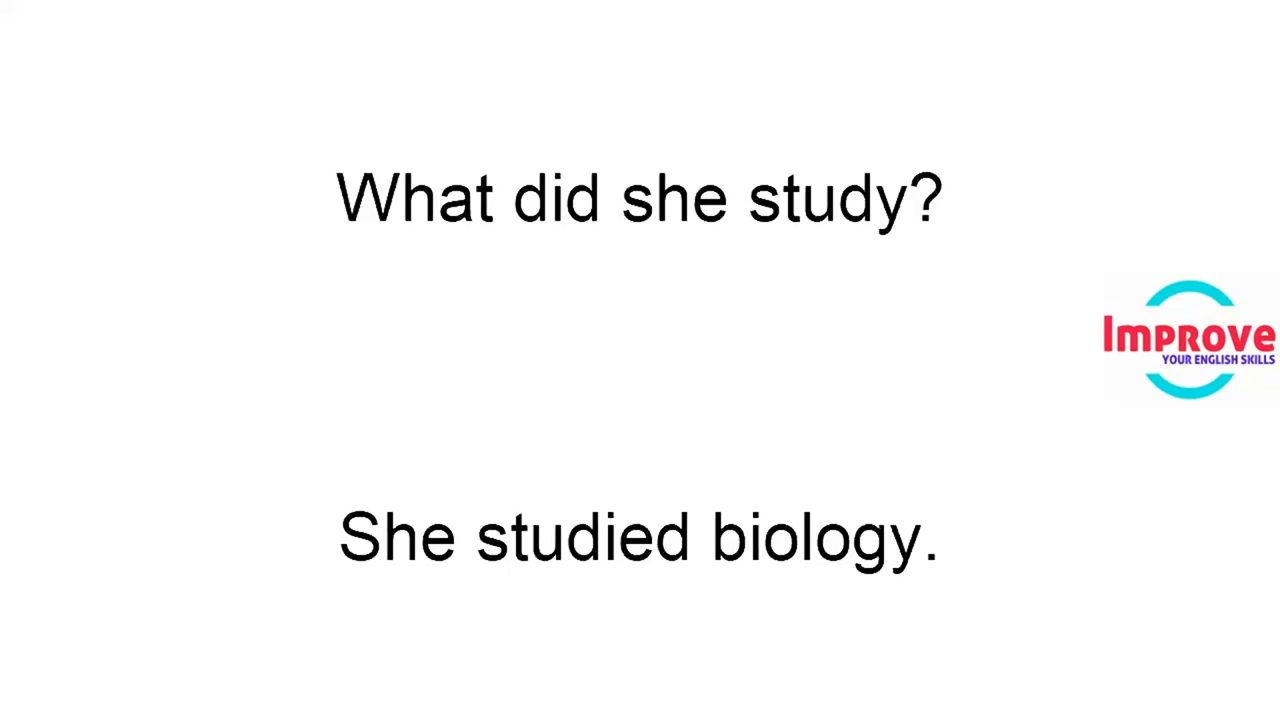 What did she study?
Improve
YOUR ENGLISH SKILLS
She studied biology.